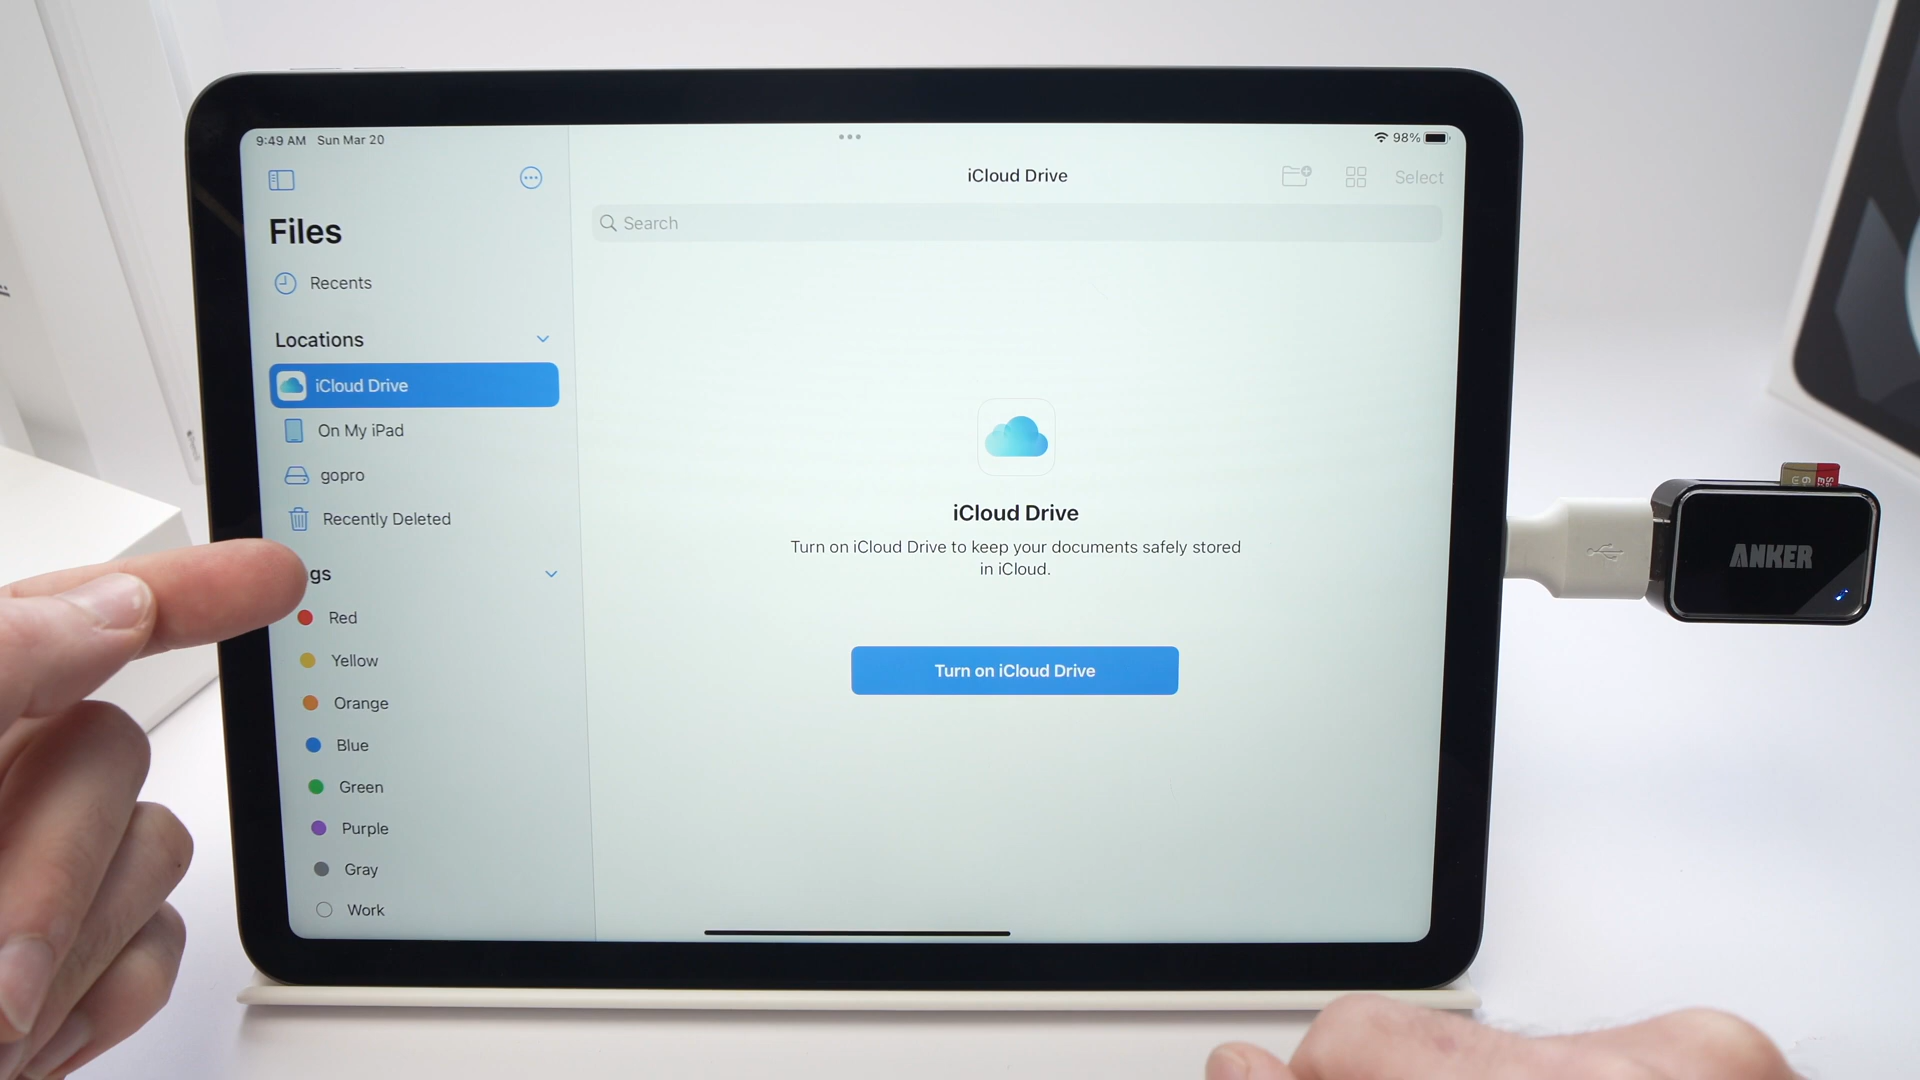 9:49 AM Sun Mar 20
98%
Files
Recents
Locations
iCloud Drive
On My iPad
gopro
Recently Deleted
gs
Red
Yellow
Orange
Blue
Green
Purple
Gray
Work
iCloud Drive
Select
Search
iCloud Drive
Turn on iCloud Drive to keep your documents safely stored
in iCloud.
Turn on iCloud Drive
ANKER